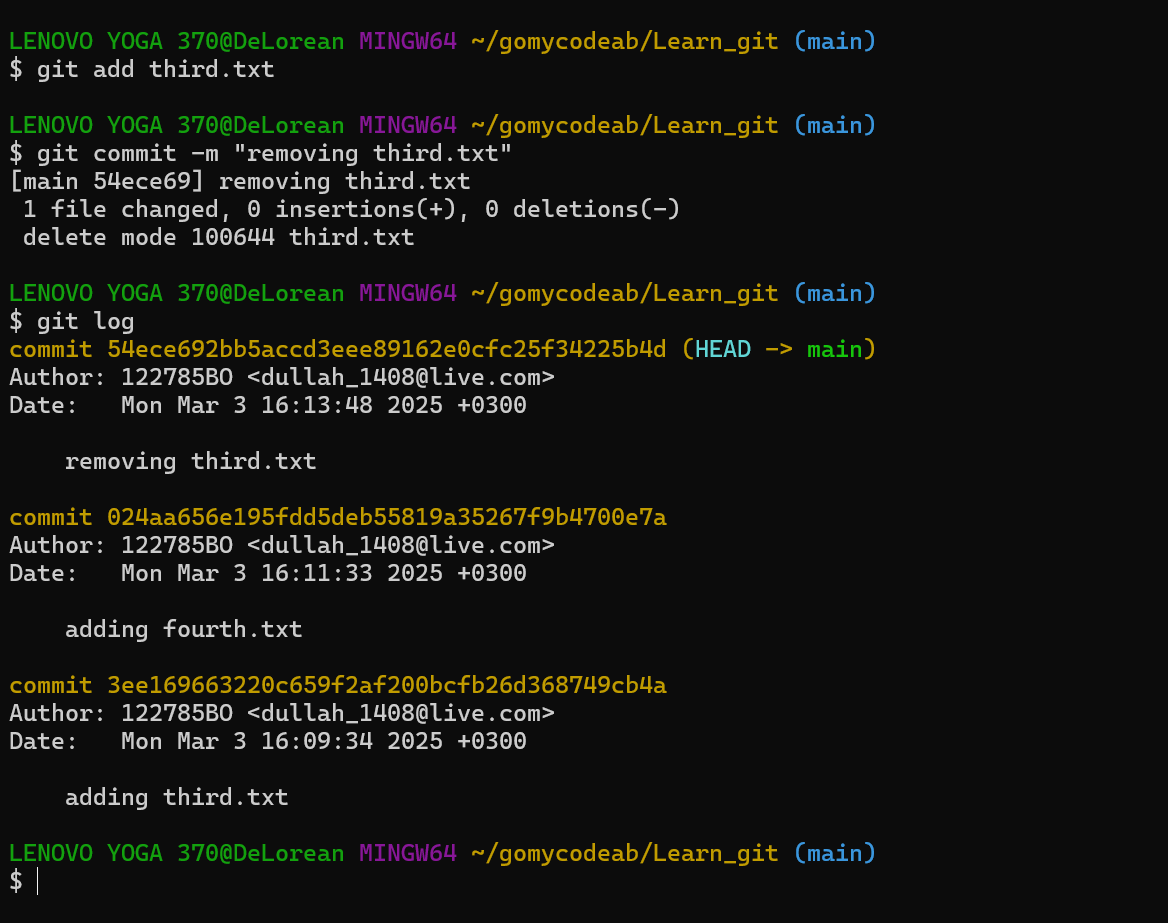 LENOVO YOGA 370@DeLorean MINGW64 ~/gomycodeab/Learn_git (main)
$ git add third.txt
LENOVO YOGA 370@DeLorean MINGW64 ~/gomycodeab/Learn_git (main)
$ git commit -m "removing third.txt"
[main 54ece69] removing third.txt
 1 file changed, 0 insertions(+), 0 deletions(-)
 delete mode 100644 third.txt
LENOVO YOGA 370@DeLorean MINGW64 ~/gomycodeab/Learn_git (main)
$ git log
commit 54ece692bb5accd3eee89162e0cfc25f34225b4d (HEAD -> main)
Author: 122785BO <dullah_1408@live.com>
Date:   Mon Mar 3 16:13:48 2025 +0300
    removing third.txt
commit 024aa656e195fdd5deb55819a35267f9b4700e7a
Author: 122785BO <dullah_1408@live.com>
Date:   Mon Mar 3 16:11:33 2025 +0300
    adding fourth.txt
commit 3ee169663220c659f2af200bcfb26d368749cb4a
Author: 122785BO <dullah_1408@live.com>
Date:   Mon Mar 3 16:09:34 2025 +0300
    adding third.txt
LENOVO YOGA 370@DeLorean MINGW64 ~/gomycodeab/Learn_git (main)
$